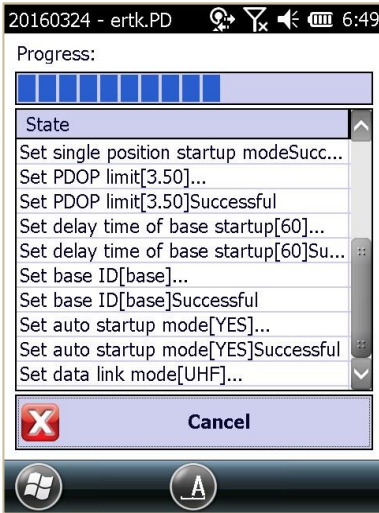 20160324 - ertk.PD 6:49
Progress:
State
Set single position startup modeSucc...
Set PDOP limit[3.50]...
Set PDOP limit[3.50]Successful
Set delay time of base startup[60]...
Set delay time of base startup[60]Su...
Set base ID[base]...
Set base ID[base]Successful
Set auto startup mode[YES]...
Set auto startup mode[YES]Successful
Set data link mode[UHF]...
Cancel
A